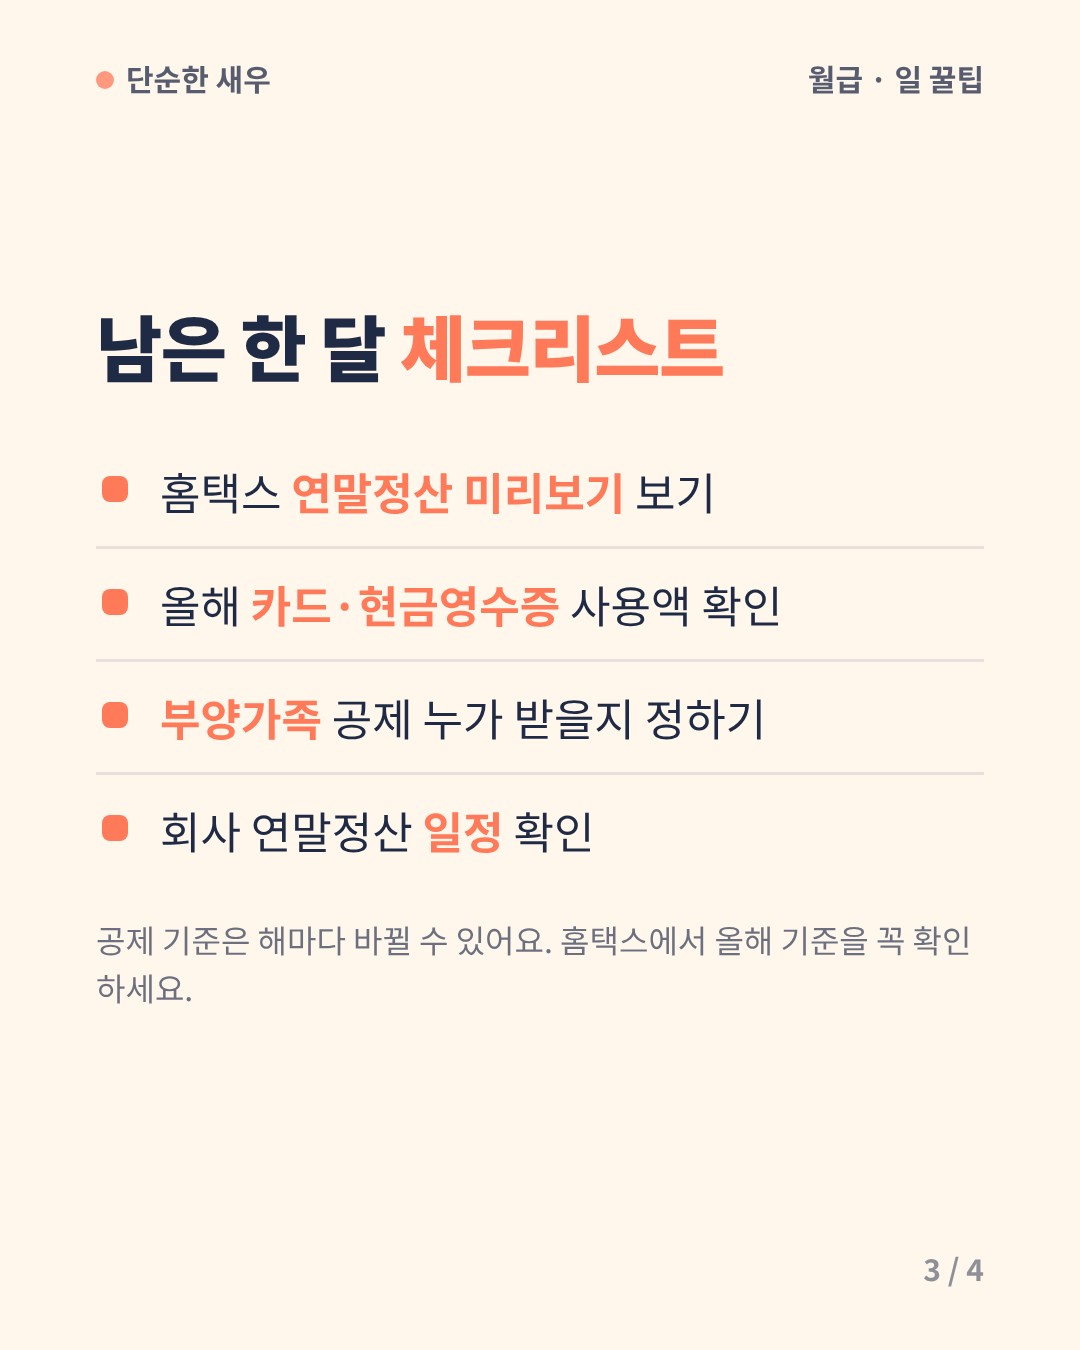 단순한 새우
월급 · 일 꿀팁
남은 한 달 체크리스트
홈택스 연말정산 미리보기 보기
올해 카드·현금영수증 사용액 확인
부양가족 공제 누가 받을지 정하기
회사 연말정산 일정 확인
공제 기준은 해마다 바뀔 수 있어요. 홈택스에서 올해 기준을 꼭 확인
하세요.
3 / 4